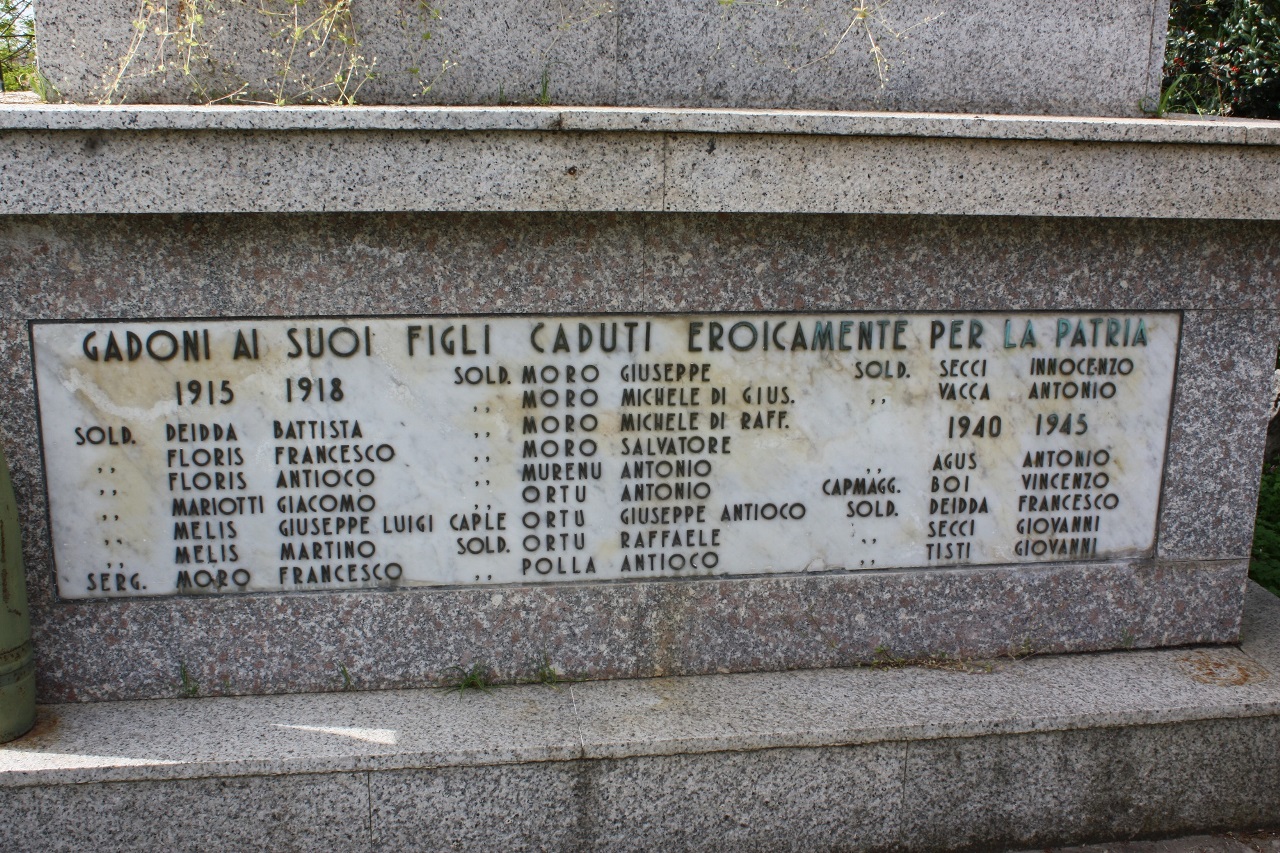 GADONI AI SUOI FIGLI CADUTI EROICAMENTE PER LA PATRIA
1915 1918
SOLD. DEIDDA BATTISTA
,, FLORIS FRANCESCO
,, FLORIS ANTIOCO
,, MARIOTTI GIACOMO
,, MELIS GIUSEPPE LUIGI
,, MELIS MARTINO
SERG. MORO FRANCESCO
SOLD. MORO GIUSEPPE
,, MORO MICHELE DI GIUS.
,, MORO MICHELE DI RAFF.
,, MORO SALVATORE
,, MURENU ANTONIO
,, ORTU ANTONIO
CAPLE ORTU GIUSEPPE ANTIOCO
SOLD. ORTU RAFFAELE
,, POLLA ANTIOCO
SOLD. SECCI INNOCENZO
,, VACCA ANTONIO
1940 1945
,, AGUS ANTONIO
CAPMAGG. BOI VINCENZO
SOLD. DEIDDA FRANCESCO
,, SECCI GIOVANNI
,, TISTI GIOVANNI